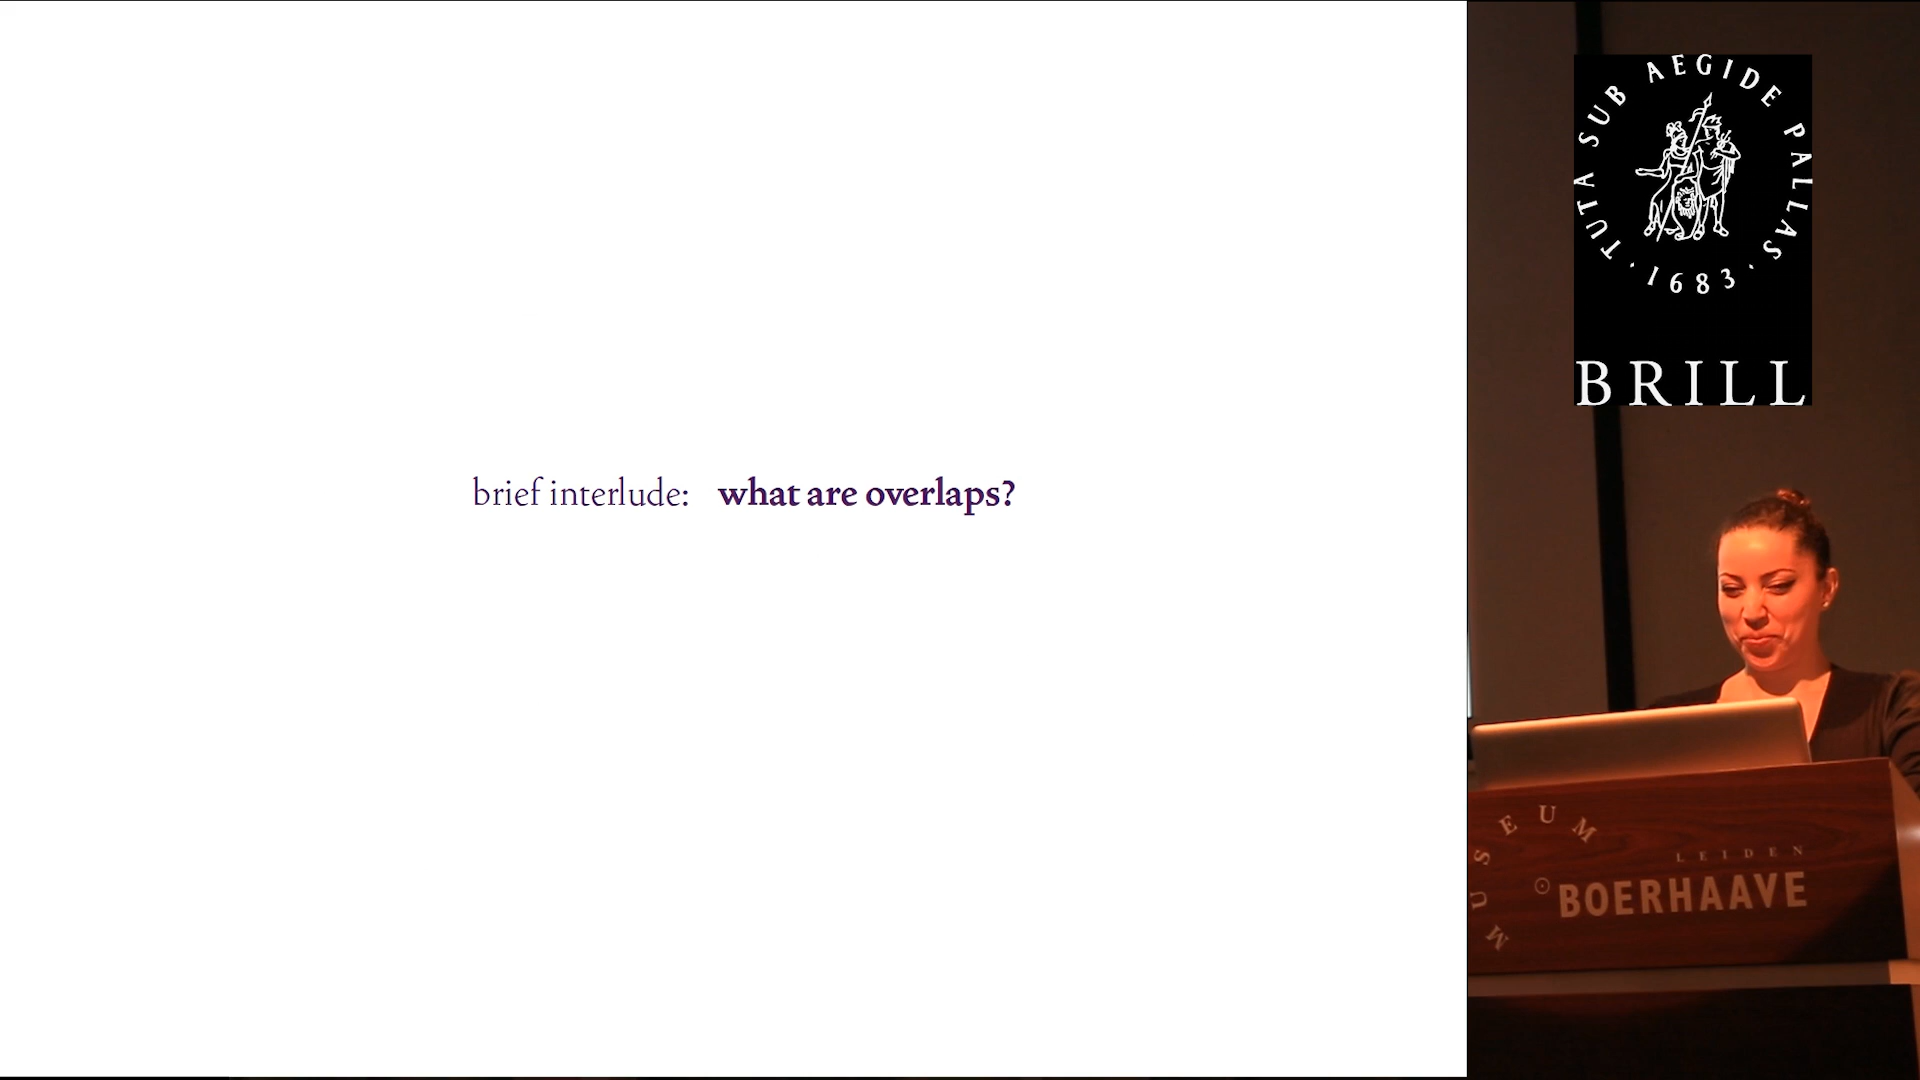 brief interlude: what are overlaps?
TUTA SUB AEGIDE PALLAS · 1683 ·
BRILL
MUSEUM
LEIDEN
BOERHAAVE